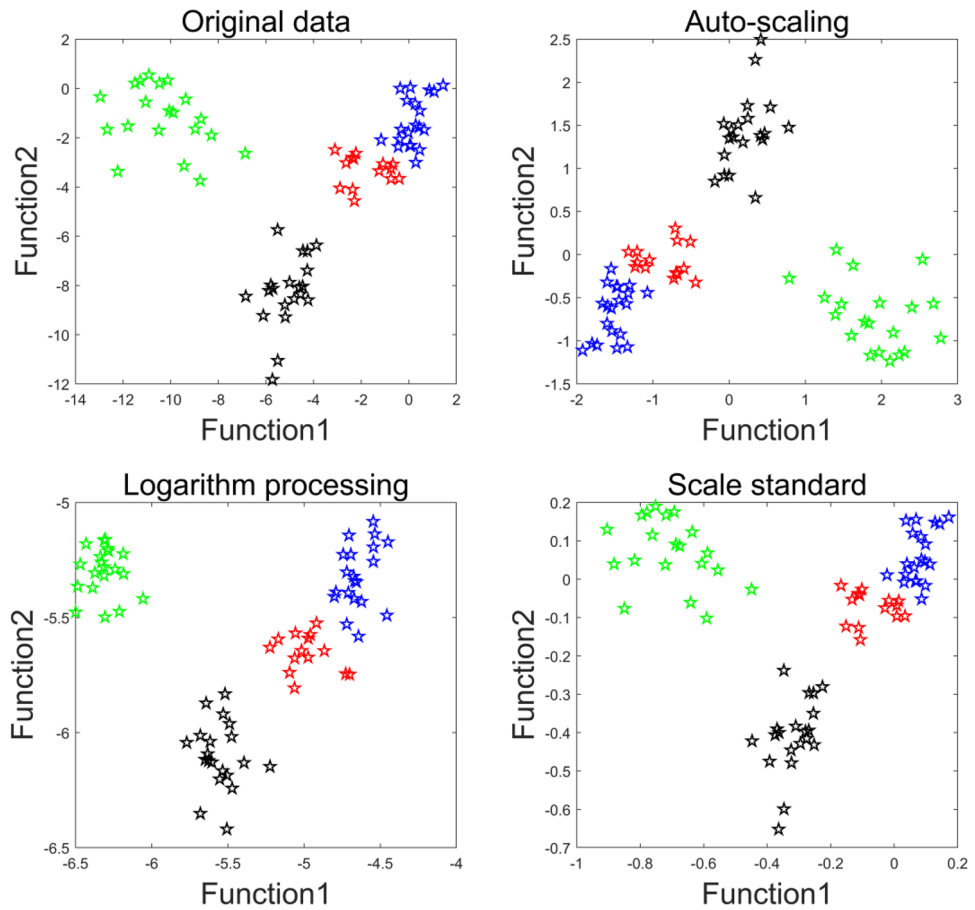 Original data
2
0
-2
-4
-6
-8
-10
-12
Function2
-14 -12 -10 -8 -6 -4 -2 0 2
Function1
Auto-scaling
2.5
2
1.5
1
0.5
0
-0.5
-1
-1.5
Function2
-2 -1 0 1 2 3
Function1
Logarithm processing
-5
-5.5
-6
-6.5
Function2
-6.5 -6 -5.5 -5 -4.5 -4
Function1
Scale standard
0.2
0.1
0
-0.1
-0.2
-0.3
-0.4
-0.5
-0.6
-0.7
Function2
-1 -0.8 -0.6 -0.4 -0.2 0 0.2
Function1